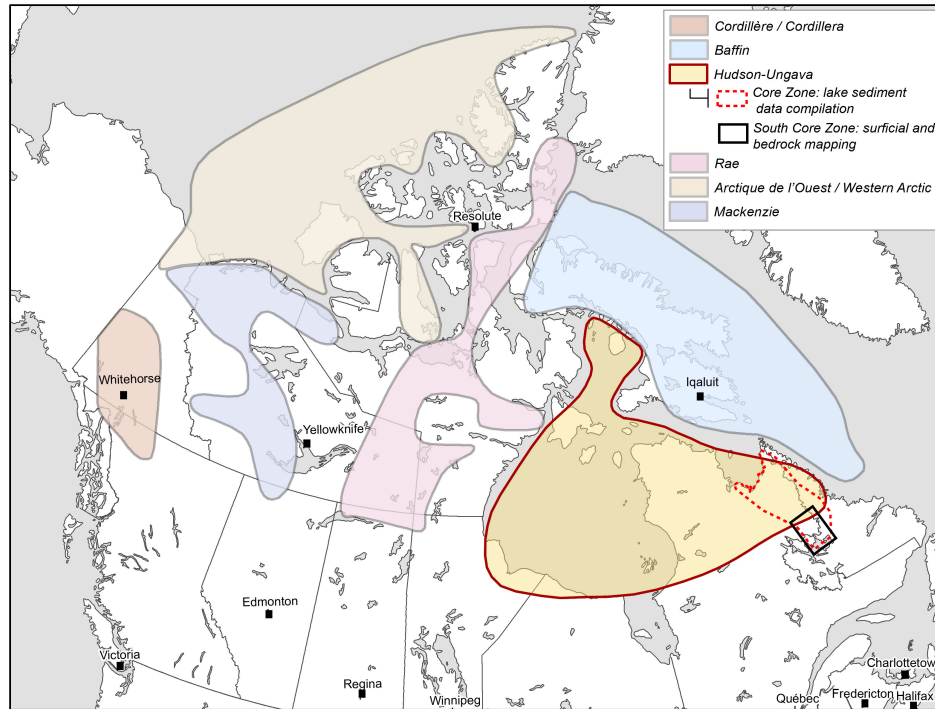 Cordillère / Cordillera
Baffin
Hudson-Ungava
Core Zone: lake sediment
data compilation
South Core Zone: surficial and
bedrock mapping
Rae
Arctique de l'Ouest / Western Arctic
Mackenzie
Resolute
Whitehorse
Iqaluit
Yellowknife
Edmonton
Victoria
Regina
Winnipeg
Québec
Charlottetow
Fredericton
Halifax